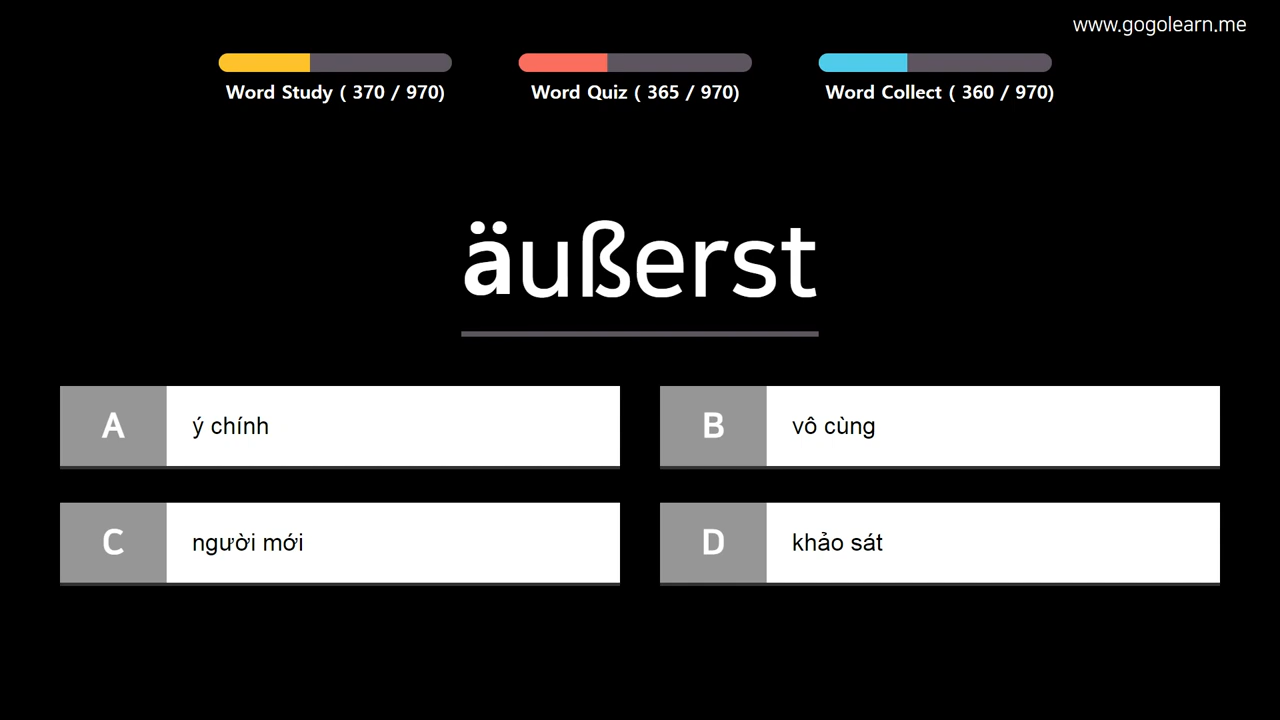 www.gogolearn.me
Word Study ( 370 / 970)
Word Quiz ( 365 / 970)
Word Collect ( 360 / 970)
äußerst
A ý chính
B vô cùng
C người mới
D khảo sát